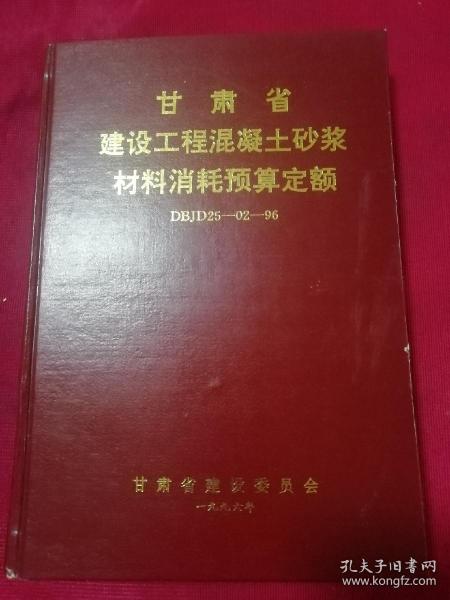 甘肃省
建设工程混凝土砂浆
材料消耗预算定额
DBJD25—02—96
甘肃省建设委员会
一九九六年
孔夫子旧书网
www.kongfz.com